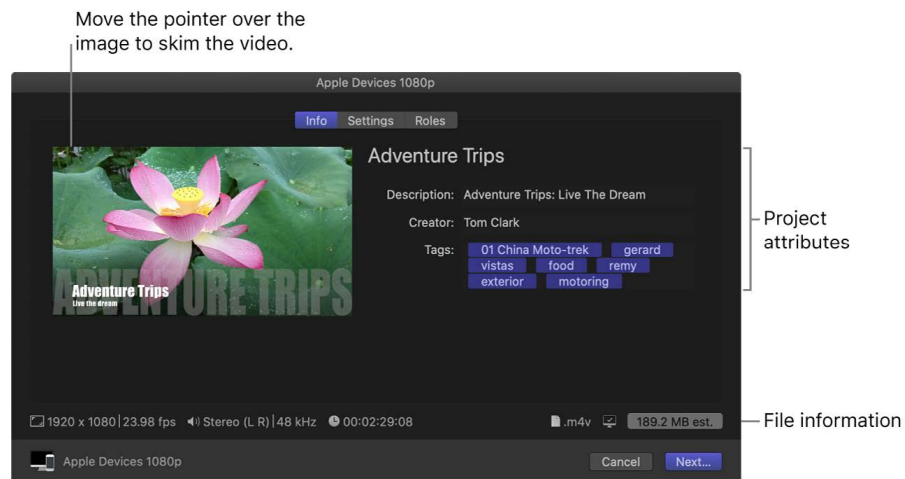 Move the pointer over the
image to skim the video.
Apple Devices 1080p
Info Settings Roles
Adventure Trips
Description: Adventure Trips: Live The Dream
Creator: Tom Clark
Tags: 01 China Moto-trek gerard
vistas food remy
exterior motoring
ADVENTURE TRIPS
Adventure Trips
Live the dream
Project
attributes
1920 x 1080 | 23.98 fps Stereo (L R) | 48 kHz 00:02:29:08 .m4v 189.2 MB est.
File information
Apple Devices 1080p Cancel Next...